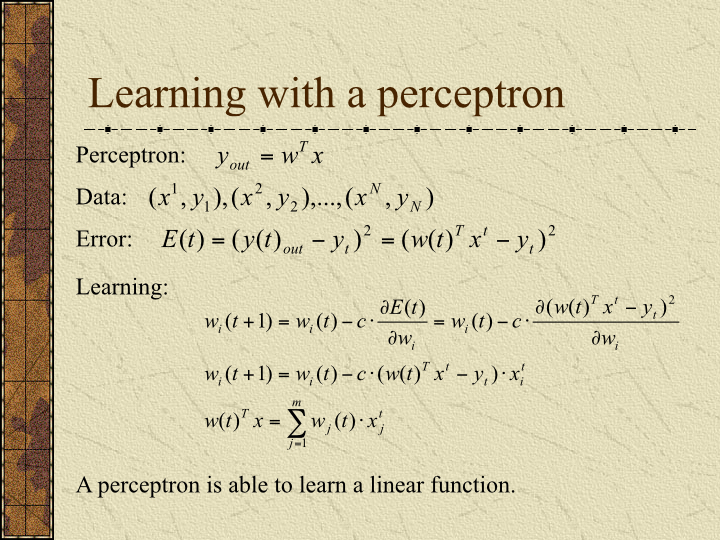 Learning with a perceptron
Perceptron: $y_{out} = w^T x$
Data: $(x^1, y_1), (x^2, y_2), ..., (x^N, y_N)$
Error: $E(t) = (y(t)_{out} - y_t)^2 = (w(t)^T x^t - y_t)^2$
Learning:
$w_i(t+1) = w_i(t) - c \cdot \frac{\partial E(t)}{\partial w_i} = w_i(t) - c \cdot \frac{\partial (w(t)^T x^t - y_t)^2}{\partial w_i}$
$w_i(t+1) = w_i(t) - c \cdot (w(t)^T x^t - y_t) \cdot x_i^t$
$w(t)^T x = \sum_{j=1}^{m} w_j(t) \cdot x_j^t$
A perceptron is able to learn a linear function.